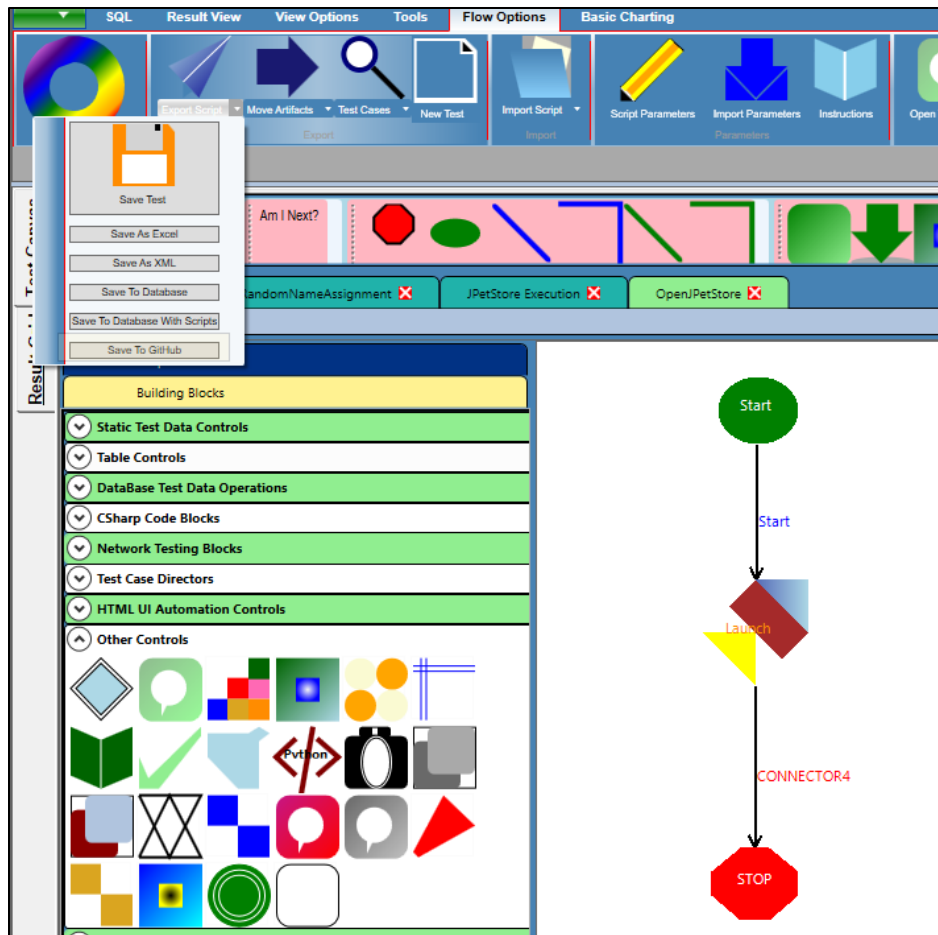 SQL
Result View
View Options
Tools
Flow Options
Basic Charting
Export Script
Move Artifacts
Test Cases
New Test
Export
Import Script
Import
Script Parameters
Import Parameters
Instructions
Parameters
Open
Save Test
Save As Excel
Save As XML
Save To Database
Save To Database With Scripts
Save To GitHub
Am I Next?
RandomNameAssignment
JPetStore Execution
OpenJPetStore
Building Blocks
Static Test Data Controls
Table Controls
DataBase Test Data Operations
CSharp Code Blocks
Network Testing Blocks
Test Case Directors
HTML UI Automation Controls
Other Controls
Python
Start
Start
Launch
CONNECTOR4
STOP